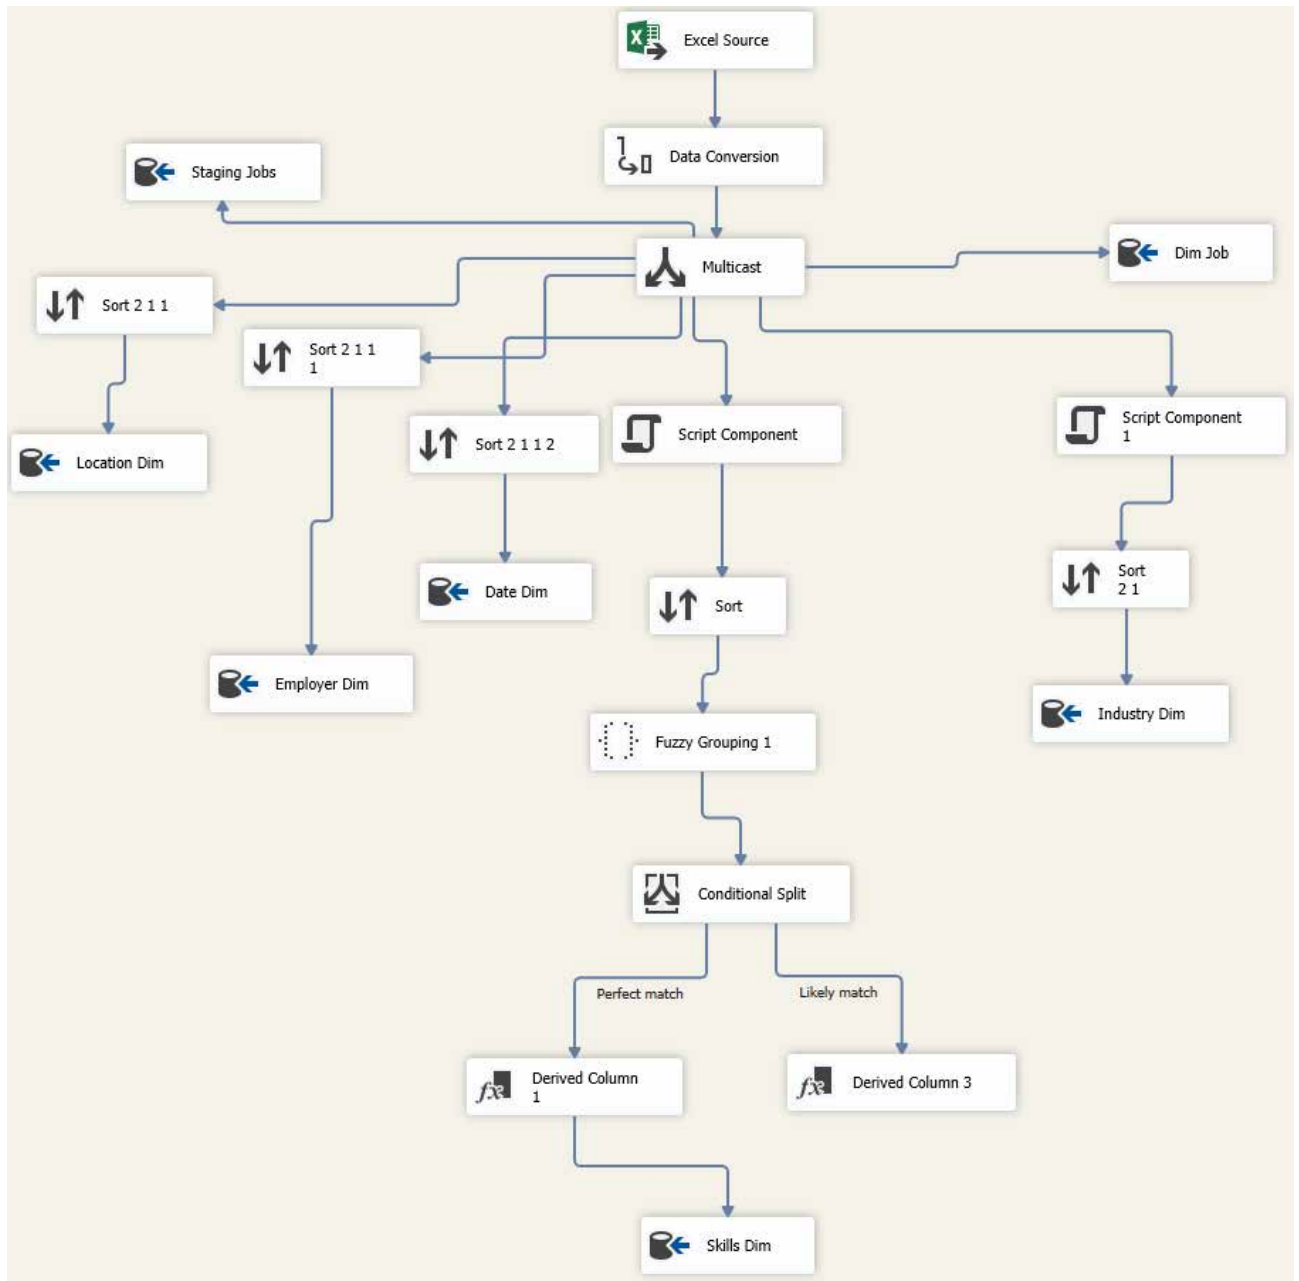 Excel Source
Data Conversion
Staging Jobs
Multicast
Dim Job
Sort 2 1 1
Sort 2 1 1
1
Sort 2 1 1 2
Script Component
Script Component
1
Location Dim
Date Dim
Sort
Sort
2 1
Employer Dim
Industry Dim
Fuzzy Grouping 1
Conditional Split
Perfect match
Likely match
Derived Column
1
Derived Column 3
Skills Dim